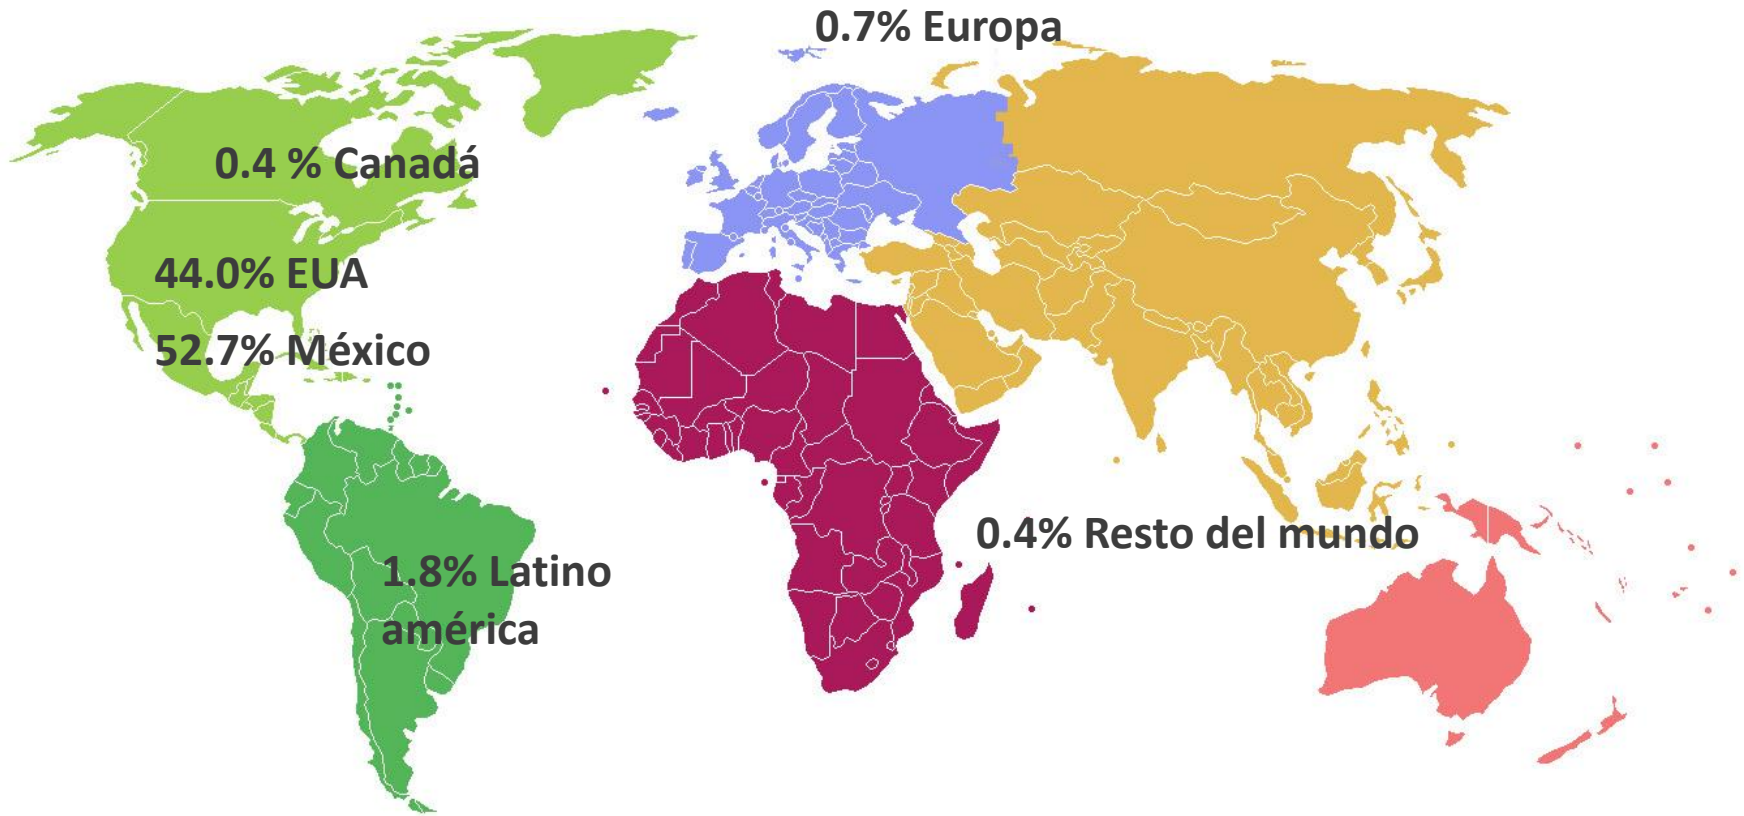 0.7% Europa
0.4 % Canadá
44.0% EUA
52.7% México
0.4% Resto del mundo
1.8% Latino
américa